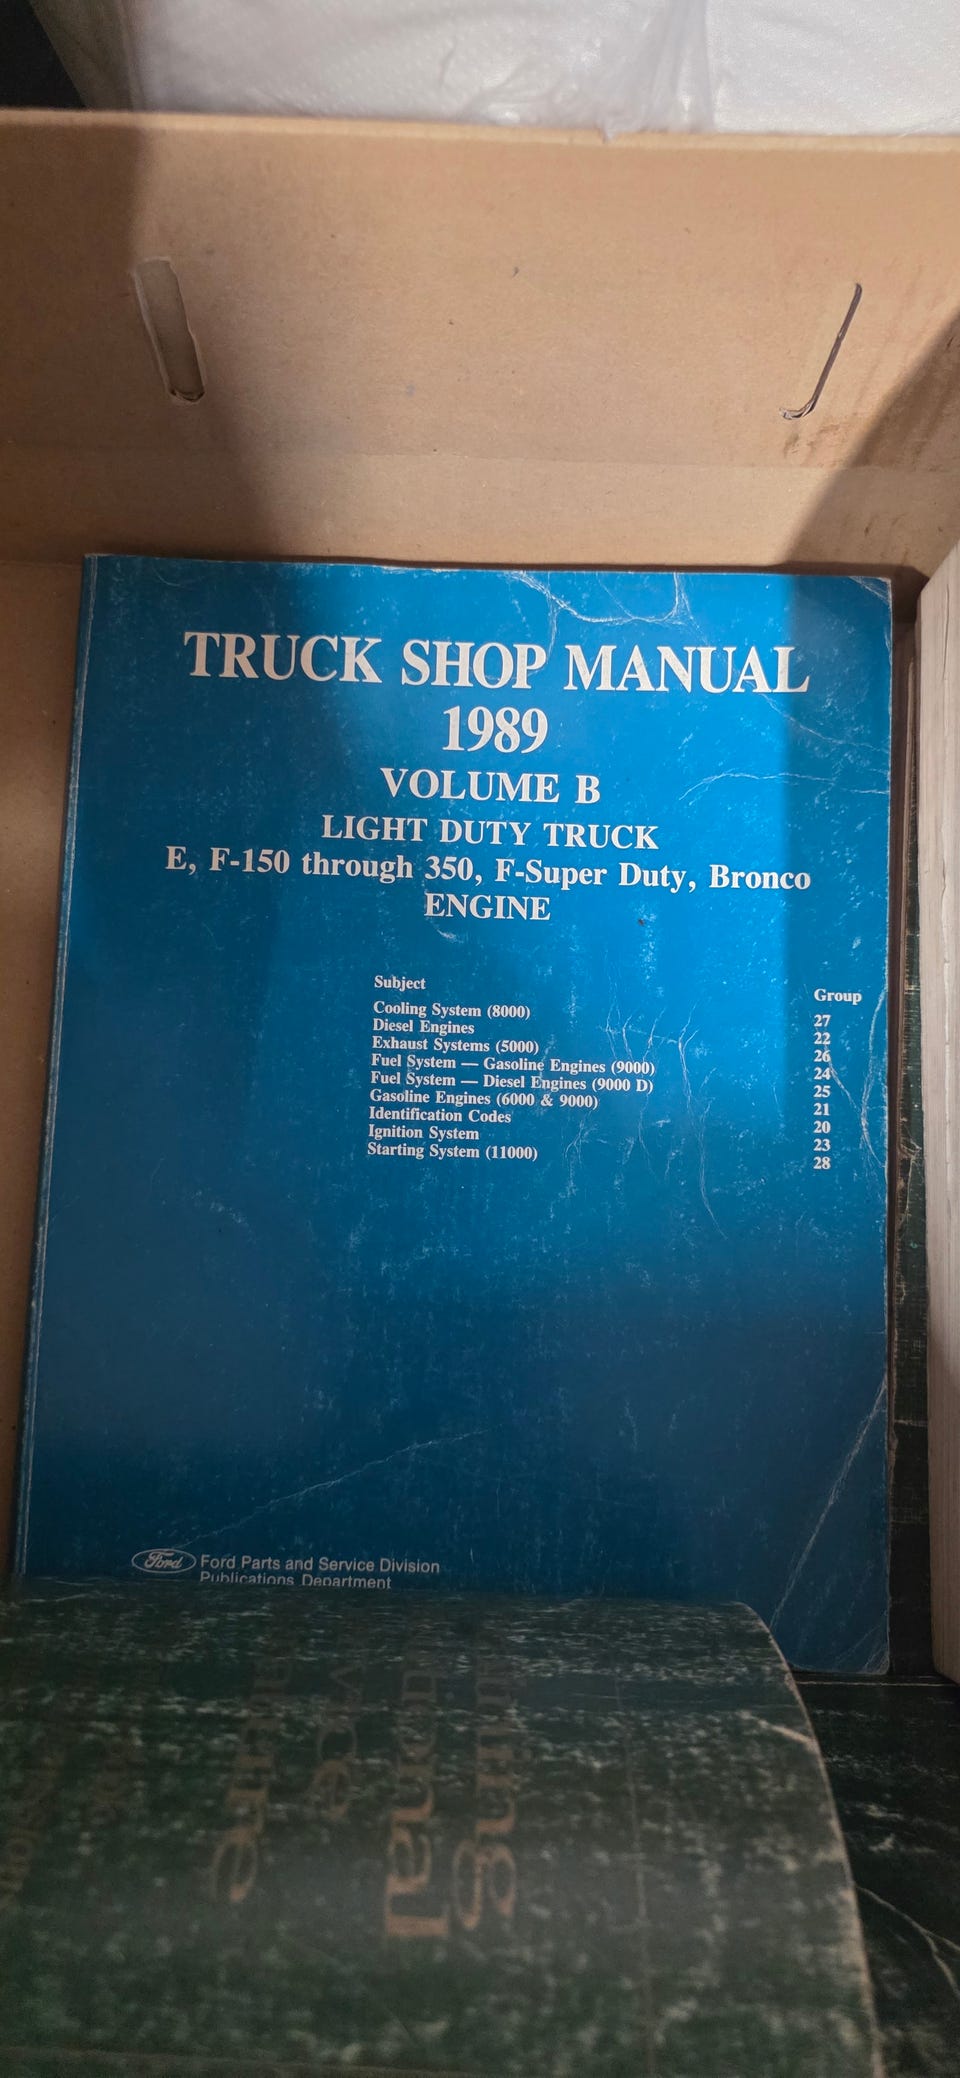 TRUCK SHOP MANUAL
1989
VOLUME B
LIGHT DUTY TRUCK
E, F-150 through 350, F-Super Duty, Bronco
ENGINE
Subject Group
Cooling System (8000) 27
Diesel Engines 22
Exhaust Systems (5000) 26
Fuel System — Gasoline Engines (9000) 24
Fuel System — Diesel Engines (9000 D) 25
Gasoline Engines (6000 & 9000) 21
Identification Codes 20
Ignition System 23
Starting System (11000) 28
Ford Ford Parts and Service Division
Publications Department